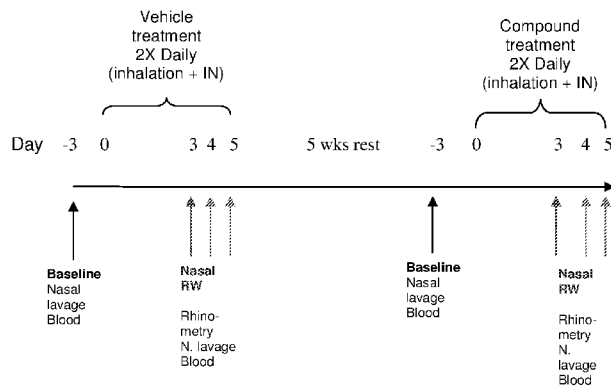 Vehicle
treatment
2X Daily
(inhalation + IN)
Compound
treatment
2X Daily
(inhalation + IN)
Day -3 0 3 4 5 5 wks rest -3 0 3 4 5
Baseline
Nasal
lavage
Blood
Nasal
RW
Rhino-
metry
N. lavage
Blood
Baseline
Nasal
lavage
Blood
Nasal
RW
Rhino-
metry
N.
lavage
Blood